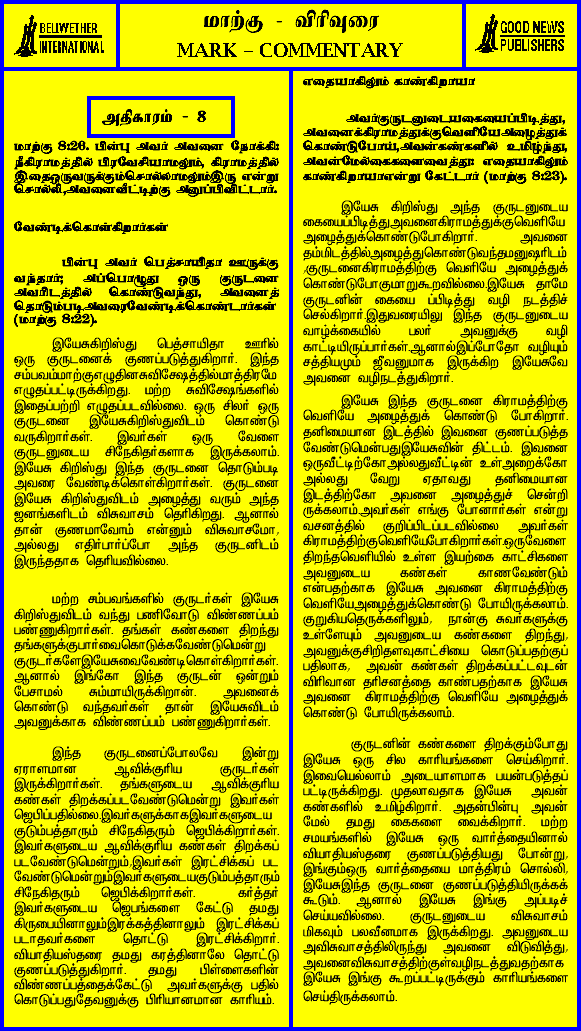 BELLWETHER
INTERNATIONAL
மாற்கு - விரிவுரை
MARK – COMMENTARY
GOOD NEWS
PUBLISHERS
அதிகாரம் - 8
மாற்கு 8:26. பின்பு அவர் அவனை நோக்கி:
நீகிராமத்தில் பிரவேசியாமலும், கிராமத்தில்
இதைஒருவருக்கும்சொல்லாமலும்இரு என்று
சொல்லி,அவனைவீட்டிற்கு அனுப்பிவிட்டார்.
வேண்டிக்கொள்கிறார்கள்
பின்பு அவர் பெத்சாயிதா ஊருக்கு
வந்தார்; அப்பொழுது ஒரு குருடனை
அவரிடத்தில் கொண்டுவந்து, அவனைத்
தொடும்படிஅவரைவேண்டிக்கொண்டார்கள்
(மாற்கு 8:22).
இயேசுகிறிஸ்து பெத்சாயிதா ஊரில்
ஒரு குருடனைக் குணப்படுத்துகிறார். இந்த
சம்பவம்மாற்குஎழுதினசுவிசேஷத்தில்மாத்திரமே
எழுதப்பட்டிருக்கிறது. மற்ற சுவிசேஷங்களில்
இதைப்பற்றி எழுதப்படவில்லை. ஒரு சிலர் ஒரு
குருடனை இயேசுகிறிஸ்துவிடம் கொண்டு
வருகிறார்கள். இவர்கள் ஒரு வேளை
குருடனுடைய சிநேகிதர்களாக இருக்கலாம்.
இயேசு கிறிஸ்து இந்த குருடனை தொடும்படி
அவரை வேண்டிக்கொள்கிறார்கள். குருடனை
இயேசு கிறிஸ்துவிடம் அழைத்து வரும் அந்த
ஜனங்களிடம் விசுவாசம் தெரிகிறது. ஆனால்
தான் குணமாவோம் என்னும் விசுவாசமோ,
அல்லது எதிர்பார்ப்போ அந்த குருடனிடம்
இருந்ததாக தெரியவில்லை.
மற்ற சம்பவங்களில் குருடர்கள் இயேசு
கிறிஸ்துவிடம் வந்து பணிவோடு விண்ணப்பம்
பண்ணுகிறார்கள். தங்கள் கண்களை திறந்து
தங்களுக்குபார்வைகொடுக்கவேண்டுமென்று
குருடர்களேஇயேசுவைவேண்டிகொள்கிறார்கள்.
ஆனால் இங்கோ இந்த குருடன் ஒன்றும்
பேசாமல் சும்மாயிருக்கிறான். அவனைக்
கொண்டு வந்தவர்கள் தான் இயேசுவிடம்
அவனுக்காக விண்ணப்பம் பண்ணுகிறார்கள்.
இந்த குருடனைப்போலவே இன்று
ஏராளமான ஆவிக்குரிய குருடர்கள்
இருக்கிறார்கள். தங்களுடைய ஆவிக்குரிய
கண்கள் திறக்கப்படவேண்டுமென்று இவர்கள்
ஜெபிப்பதில்லை.இவர்களுக்காகஇவர்களுடைய
குடும்பத்தாரும் சிநேகிதரும் ஜெபிக்கிறார்கள்.
இவர்களுடைய ஆவிக்குரிய கண்கள் திறக்கப்
படவேண்டுமென்றும்,இவர்கள் இரட்சிக்கப் பட
வேண்டுமென்றும்இவர்களுடையகுடும்பத்தாரும்
சிநேகிதரும் ஜெபிக்கிறார்கள். கர்த்தர்
இவர்களுடைய ஜெபங்களை கேட்டு தமது
கிருபையினாலும்இரக்கத்தினாலும் இரட்சிக்கப்
படாதவர்களை தொட்டு இரட்சிக்கிறார்.
வியாதியஸ்தரை தமது கரத்தினாலே தொட்டு
குணப்படுத்துகிறார். தமது பிள்ளைகளின்
விண்ணப்பத்தைக்கேட்டு அவர்களுக்கு பதில்
கொடுப்பதுதேவனுக்கு பிரியானமான காரியம்.
எதையாகிலும் காண்கிறாயா
அவர்குருடனுடையகையைப்பிடித்து,
அவனைக்கிராமத்துக்குவெளியேஅழைத்துக்
கொண்டுபோய்,அவன்கண்களில் உமிழ்ந்து,
அவன்மேல்கைகளைவைத்து: எதையாகிலும்
காண்கிறாயாஎன்று கேட்டார் (மாற்கு 8:23).
இயேசு கிறிஸ்து அந்த குருடனுடைய
கையைப்பிடித்துஅவனைகிராமத்துக்குவெளியே
அழைத்துக்கொண்டுபோகிறார். அவனை
தம்மிடத்தில்அழைத்துகொண்டுவந்தமனுஷரிடம்
,குருடனைகிராமத்திற்கு வெளியே அழைத்துக்
கொண்டுபோகுமாறுகூறவில்லை.இயேசு தாமே
குருடனின் கையை ப்பிடித்து வழி நடத்திச்
செல்கிறார்.இதுவரையிலு இந்த குருடனுடைய
வாழ்க்கையில் பலர் அவனுக்கு வழி
காட்டியிருப்பார்கள்.ஆனால்இப்போதோ வழியும்
சத்தியமும் ஜீவனுமாக இருக்கிற இயேசுவே
அவனை வழிநடத்துகிறார்.
இயேசு இந்த குருடனை கிராமத்திற்கு
வெளியே அழைத்துக் கொண்டு போகிறார்.
தனிமையான இடத்தில் இவனை குணப்படுத்த
வேண்டுமென்பதுஇயேசுவின் திட்டம். இவனை
ஒருவீட்டிற்கோஅல்லதுவீட்டின் உள்அறைக்கோ
அல்லது வேறு ஏதாவது தனிமையான
இடத்திற்கோ அவனை அழைத்துச் சென்றி
ருக்கலாம்.அவர்கள் எங்கு போனார்கள் என்று
வசனத்தில் குறிப்பிடப்படவில்லை அவர்கள்
கிராமத்திற்குவெளியேபோகிறார்கள்.ஒருவேளை
திறந்தவெளியில் உள்ள இயற்கை காட்சிகளை
அவனுடைய கண்கள் காணவேண்டும்
என்பதற்காக இயேசு அவனை கிராமத்திற்கு
வெளியேஅழைத்துக்கொண்டு போயிருக்கலாம்.
குறுகியதெருக்களிலும், நான்கு சுவர்களுக்கு
உள்ளேயும் அவனுடைய கண்களை திறந்து,
அவனுக்குசிறிதளவுகாட்சியை கொடுப்பதற்குப்
பதிலாக, அவன் கண்கள் திறக்கப்பட்டவுடன்
விரிவான தரிசனத்தை காண்பதற்காக இயேசு
அவனை கிராமத்திற்கு வெளியே அழைத்துக்
கொண்டு போயிருக்கலாம்.
குருடனின் கண்களை திறக்கும்போது
இயேசு ஒரு சில காரியங்களை செய்கிறார்.
இவையெல்லாம் அடையாளமாக பயன்படுத்தப்
பட்டிருக்கிறது. முதலாவதாக இயேசு அவன்
கண்களில் உமிழ்கிறார். அதன்பின்பு அவன்
மேல் தமது கைகளை வைக்கிறார். மற்ற
சமயங்களில் இயேசு ஒரு வார்த்தையினால்
வியாதியஸ்தரை குணப்படுத்தியது போன்று,
இங்கும்ஒரு வார்த்தையை மாத்திரம் சொல்லி,
இயேசுஇந்த குருடனை குணப்படுத்தியிருக்கக்
கூடும். ஆனால் இயேசு இங்கு அப்படிச்
செய்யவில்லை. குருடனுடைய விசுவாசம்
மிகவும் பலவீனமாக இருக்கிறது. அவனுடைய
அவிசுவாசத்திலிருந்து அவனை விடுவித்து,
அவனைவிசுவாசத்திற்குள்வழிநடத்துவதற்காக
இயேசு இங்கு கூறப்பட்டிருக்கும் காரியங்களை
செய்திருக்கலாம்.